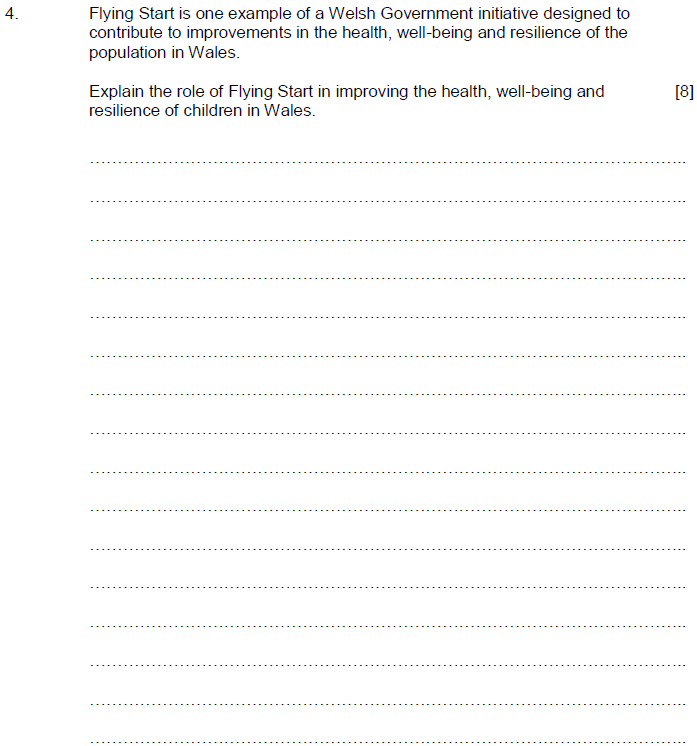 4. Flying Start is one example of a Welsh Government initiative designed to
contribute to improvements in the health, well-being and resilience of the
population in Wales.
Explain the role of Flying Start in improving the health, well-being and [8]
resilience of children in Wales.